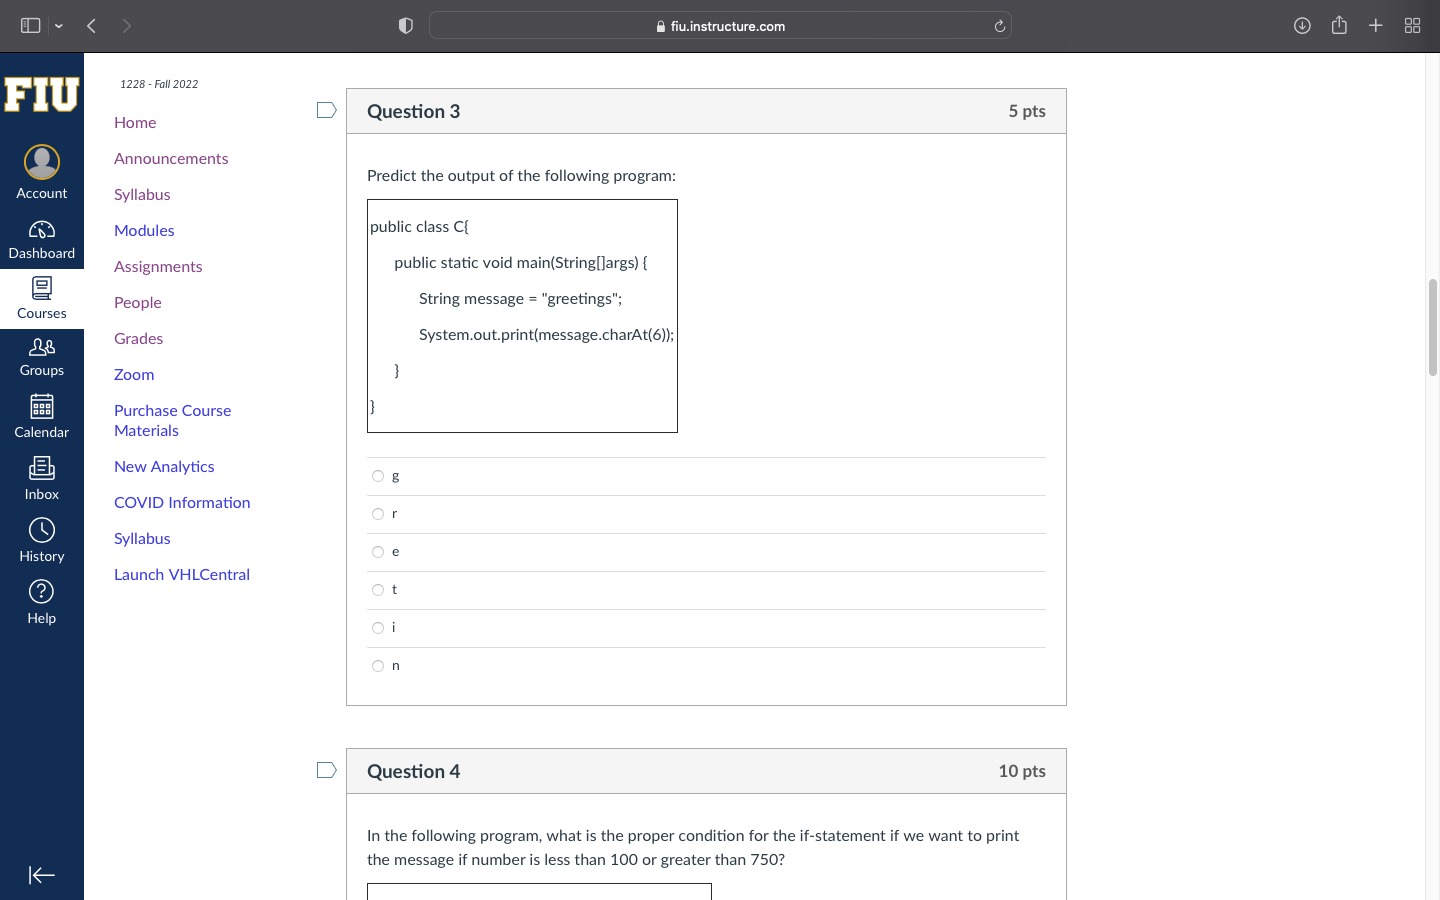 fiu.instructure.com
FIU
Account
Dashboard
Courses
Groups
Calendar
Inbox
History
Help
1228 - Fall 2022
Home
Announcements
Syllabus
Modules
Assignments
People
Grades
Zoom
Purchase Course
Materials
New Analytics
COVID Information
Syllabus
Launch VHLCentral
Question 3 5 pts
Predict the output of the following program:
public class C{
public static void main(String[]args) {
String message = "greetings";
System.out.print(message.charAt(6));
}
}
g
r
e
t
i
n
Question 4 10 pts
In the following program, what is the proper condition for the if-statement if we want to print
the message if number is less than 100 or greater than 750?